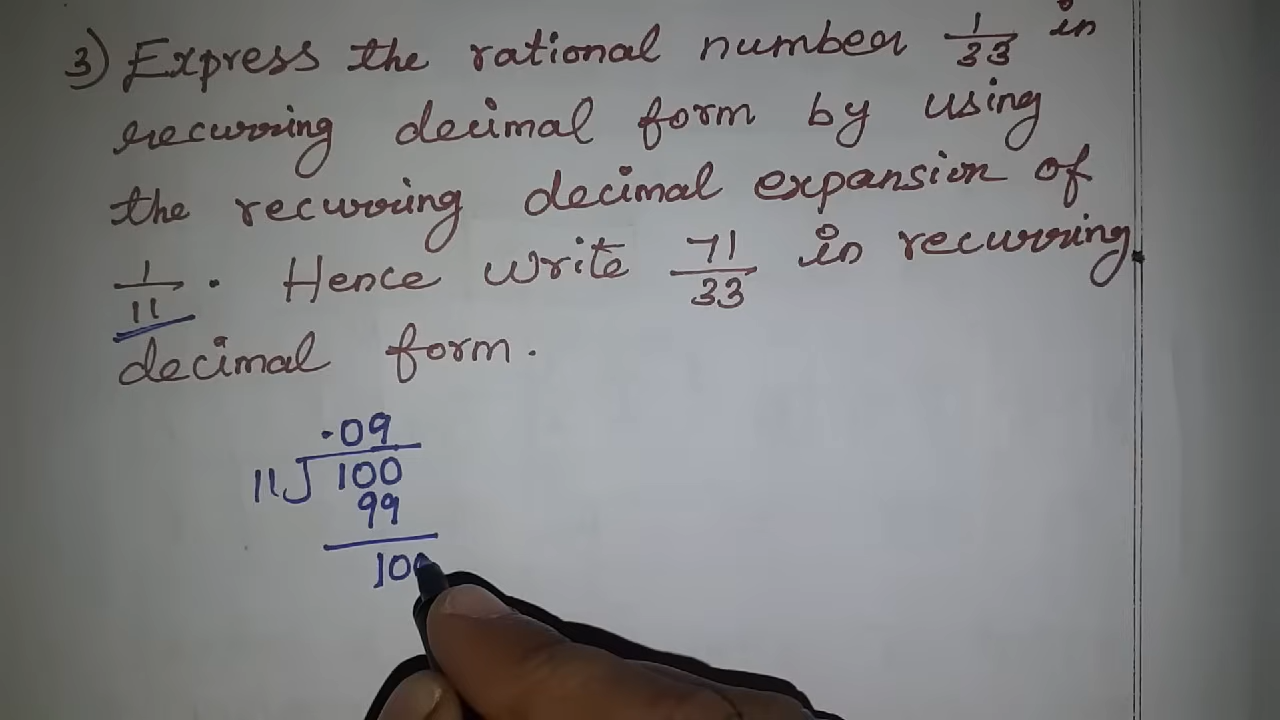 3) Express the rational number 1/33 in
recurring decimal form by using
the recurring decimal expansion of
1/11 . Hence write 71/33 in recurring
decimal form.
.09
11 100
99
100